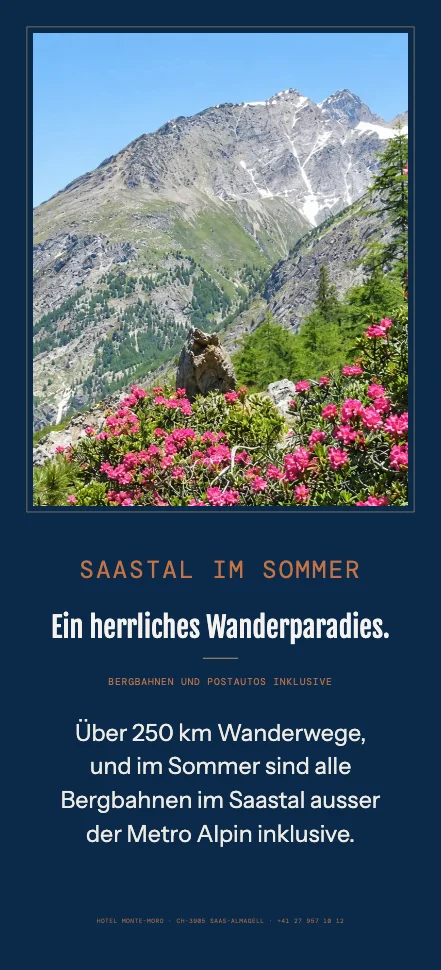 SAASTAL IM SOMMER
Ein herrliches Wanderparadies.
BERGBAHNEN UND POSTAUTOS INKLUSIVE
Über 250 km Wanderwege,
und im Sommer sind alle
Bergbahnen im Saastal ausser
der Metro Alpin inklusive.
HOTEL MONTE-MORO · CH-3905 SAAS-ALMAGELL · +41 27 957 10 12